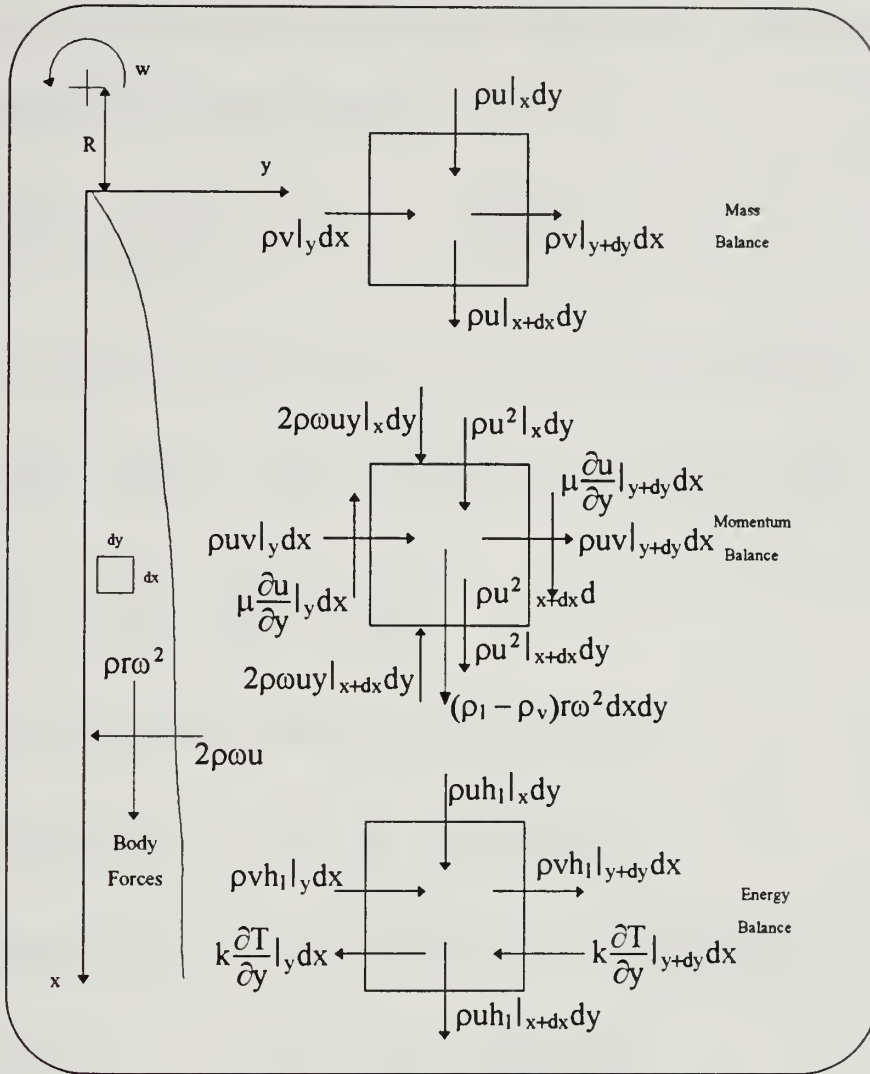 w
R
y
ρu|ₓdy
ρv|ydx
ρv|y+dydx
Mass
Balance
ρu|x+dxdy
2ρωuy|ₓdy
ρu²|ₓdy
μ∂u/∂y|y+dydx
ρuv|ydx
ρuv|y+dydx
Momentum
Balance
dy
dx
μ∂u/∂y|ydx
ρu² x+dxd
ρu²|x+dxdy
2ρωuy|x+dxdy
(ρₗ − ρᵥ)rω²dxdy
ρrω²
2ρωu
Body
Forces
ρuhₗ|ₓdy
ρvhₗ|ydx
ρvhₗ|y+dydx
Energy
Balance
k∂T/∂y|ydx
k∂T/∂y|y+dydx
x
ρuhₗ|x+dxdy